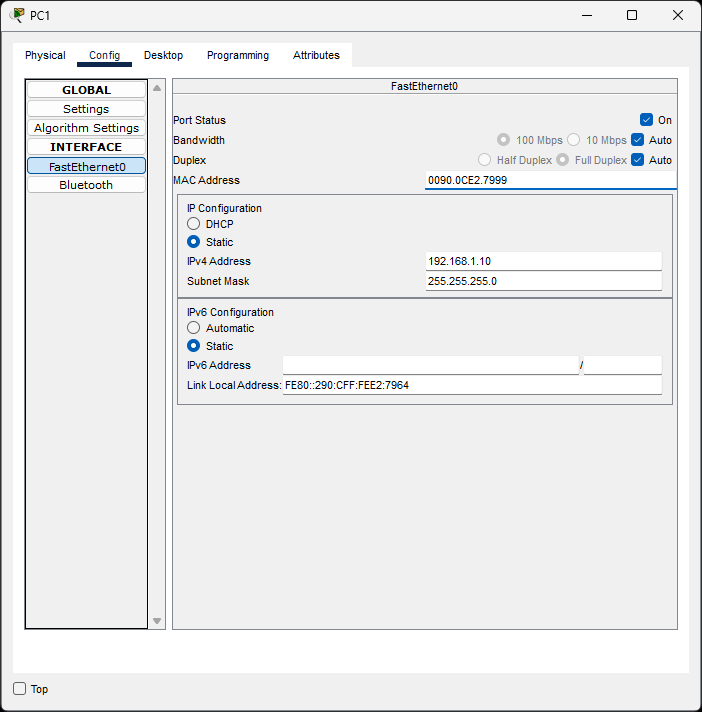 PC1
Physical Config Desktop Programming Attributes
GLOBAL
Settings
Algorithm Settings
INTERFACE
FastEthernet0
Bluetooth
FastEthernet0
Port Status On
Bandwidth 100 Mbps 10 Mbps Auto
Duplex Half Duplex Full Duplex Auto
MAC Address 0090.0CE2.7999
IP Configuration
DHCP
Static
IPv4 Address 192.168.1.10
Subnet Mask 255.255.255.0
IPv6 Configuration
Automatic
Static
IPv6 Address /
Link Local Address: FE80::290:CFF:FEE2:7964
Top